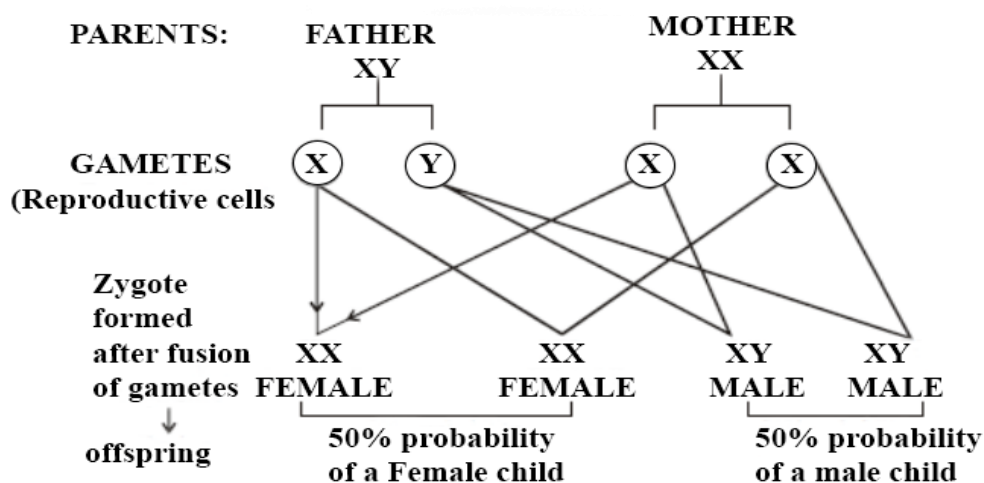 PARENTS:
FATHER
XY
MOTHER
XX
GAMETES
(Reproductive cells
X
Y
X
X
Zygote
formed
after fusion
of gametes
offspring
XX
FEMALE
XX
FEMALE
XY
MALE
XY
MALE
50% probability
of a Female child
50% probability
of a male child